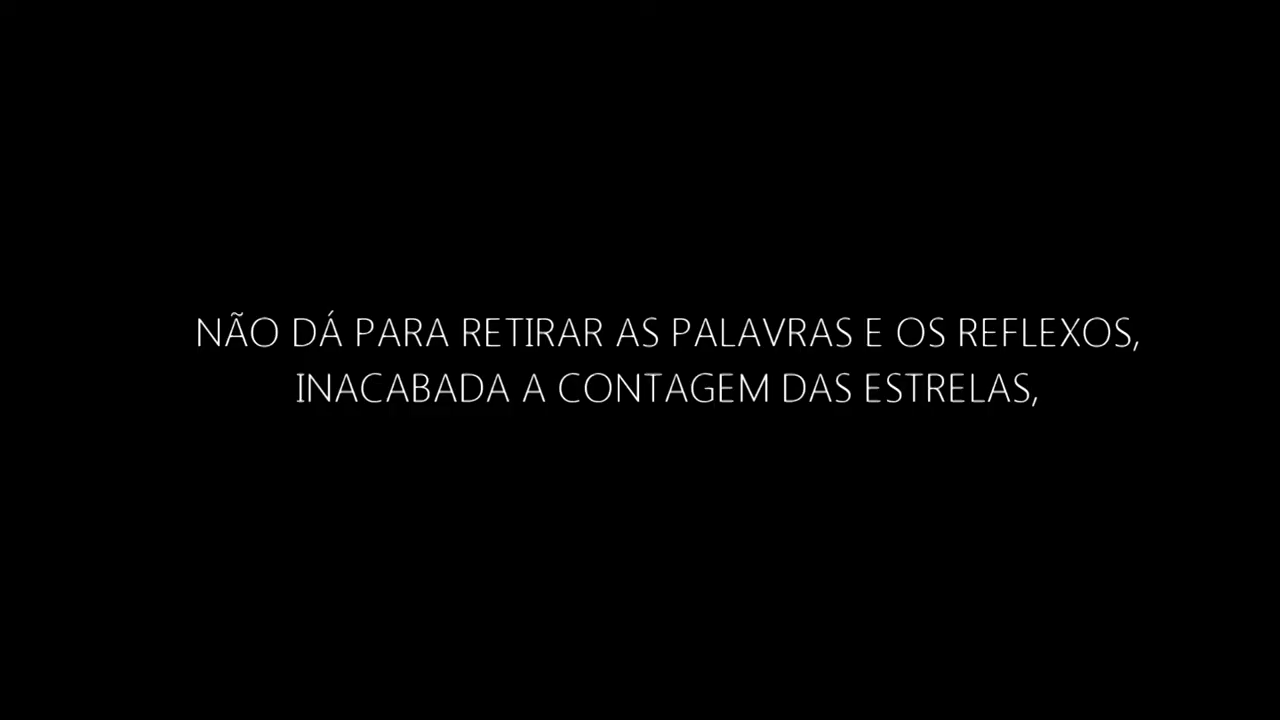 NÃO DÁ PARA RETIRAR AS PALAVRAS E OS REFLEXOS,
INACABADA A CONTAGEM DAS ESTRELAS,